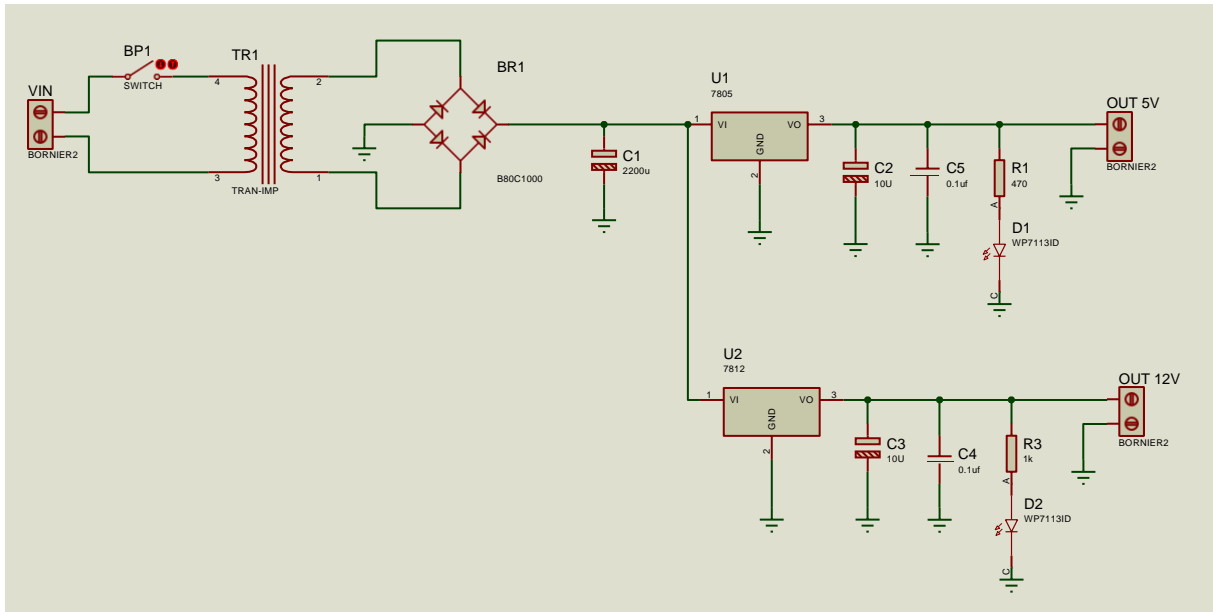 BP1
SWITCH
VIN
BORNIER2
TR1
4
3
2
1
TRAN-IMP
BR1
B80C1000
C1
2200u
U1
7805
1
VI
VO
3
GND
2
C2
10U
C5
0.1uf
R1
470
A
D1
WP7113ID
C
OUT 5V
BORNIER2
U2
7812
1
VI
VO
3
GND
2
C3
10U
C4
0.1uf
R3
1k
A
D2
WP7113ID
C
OUT 12V
BORNIER2